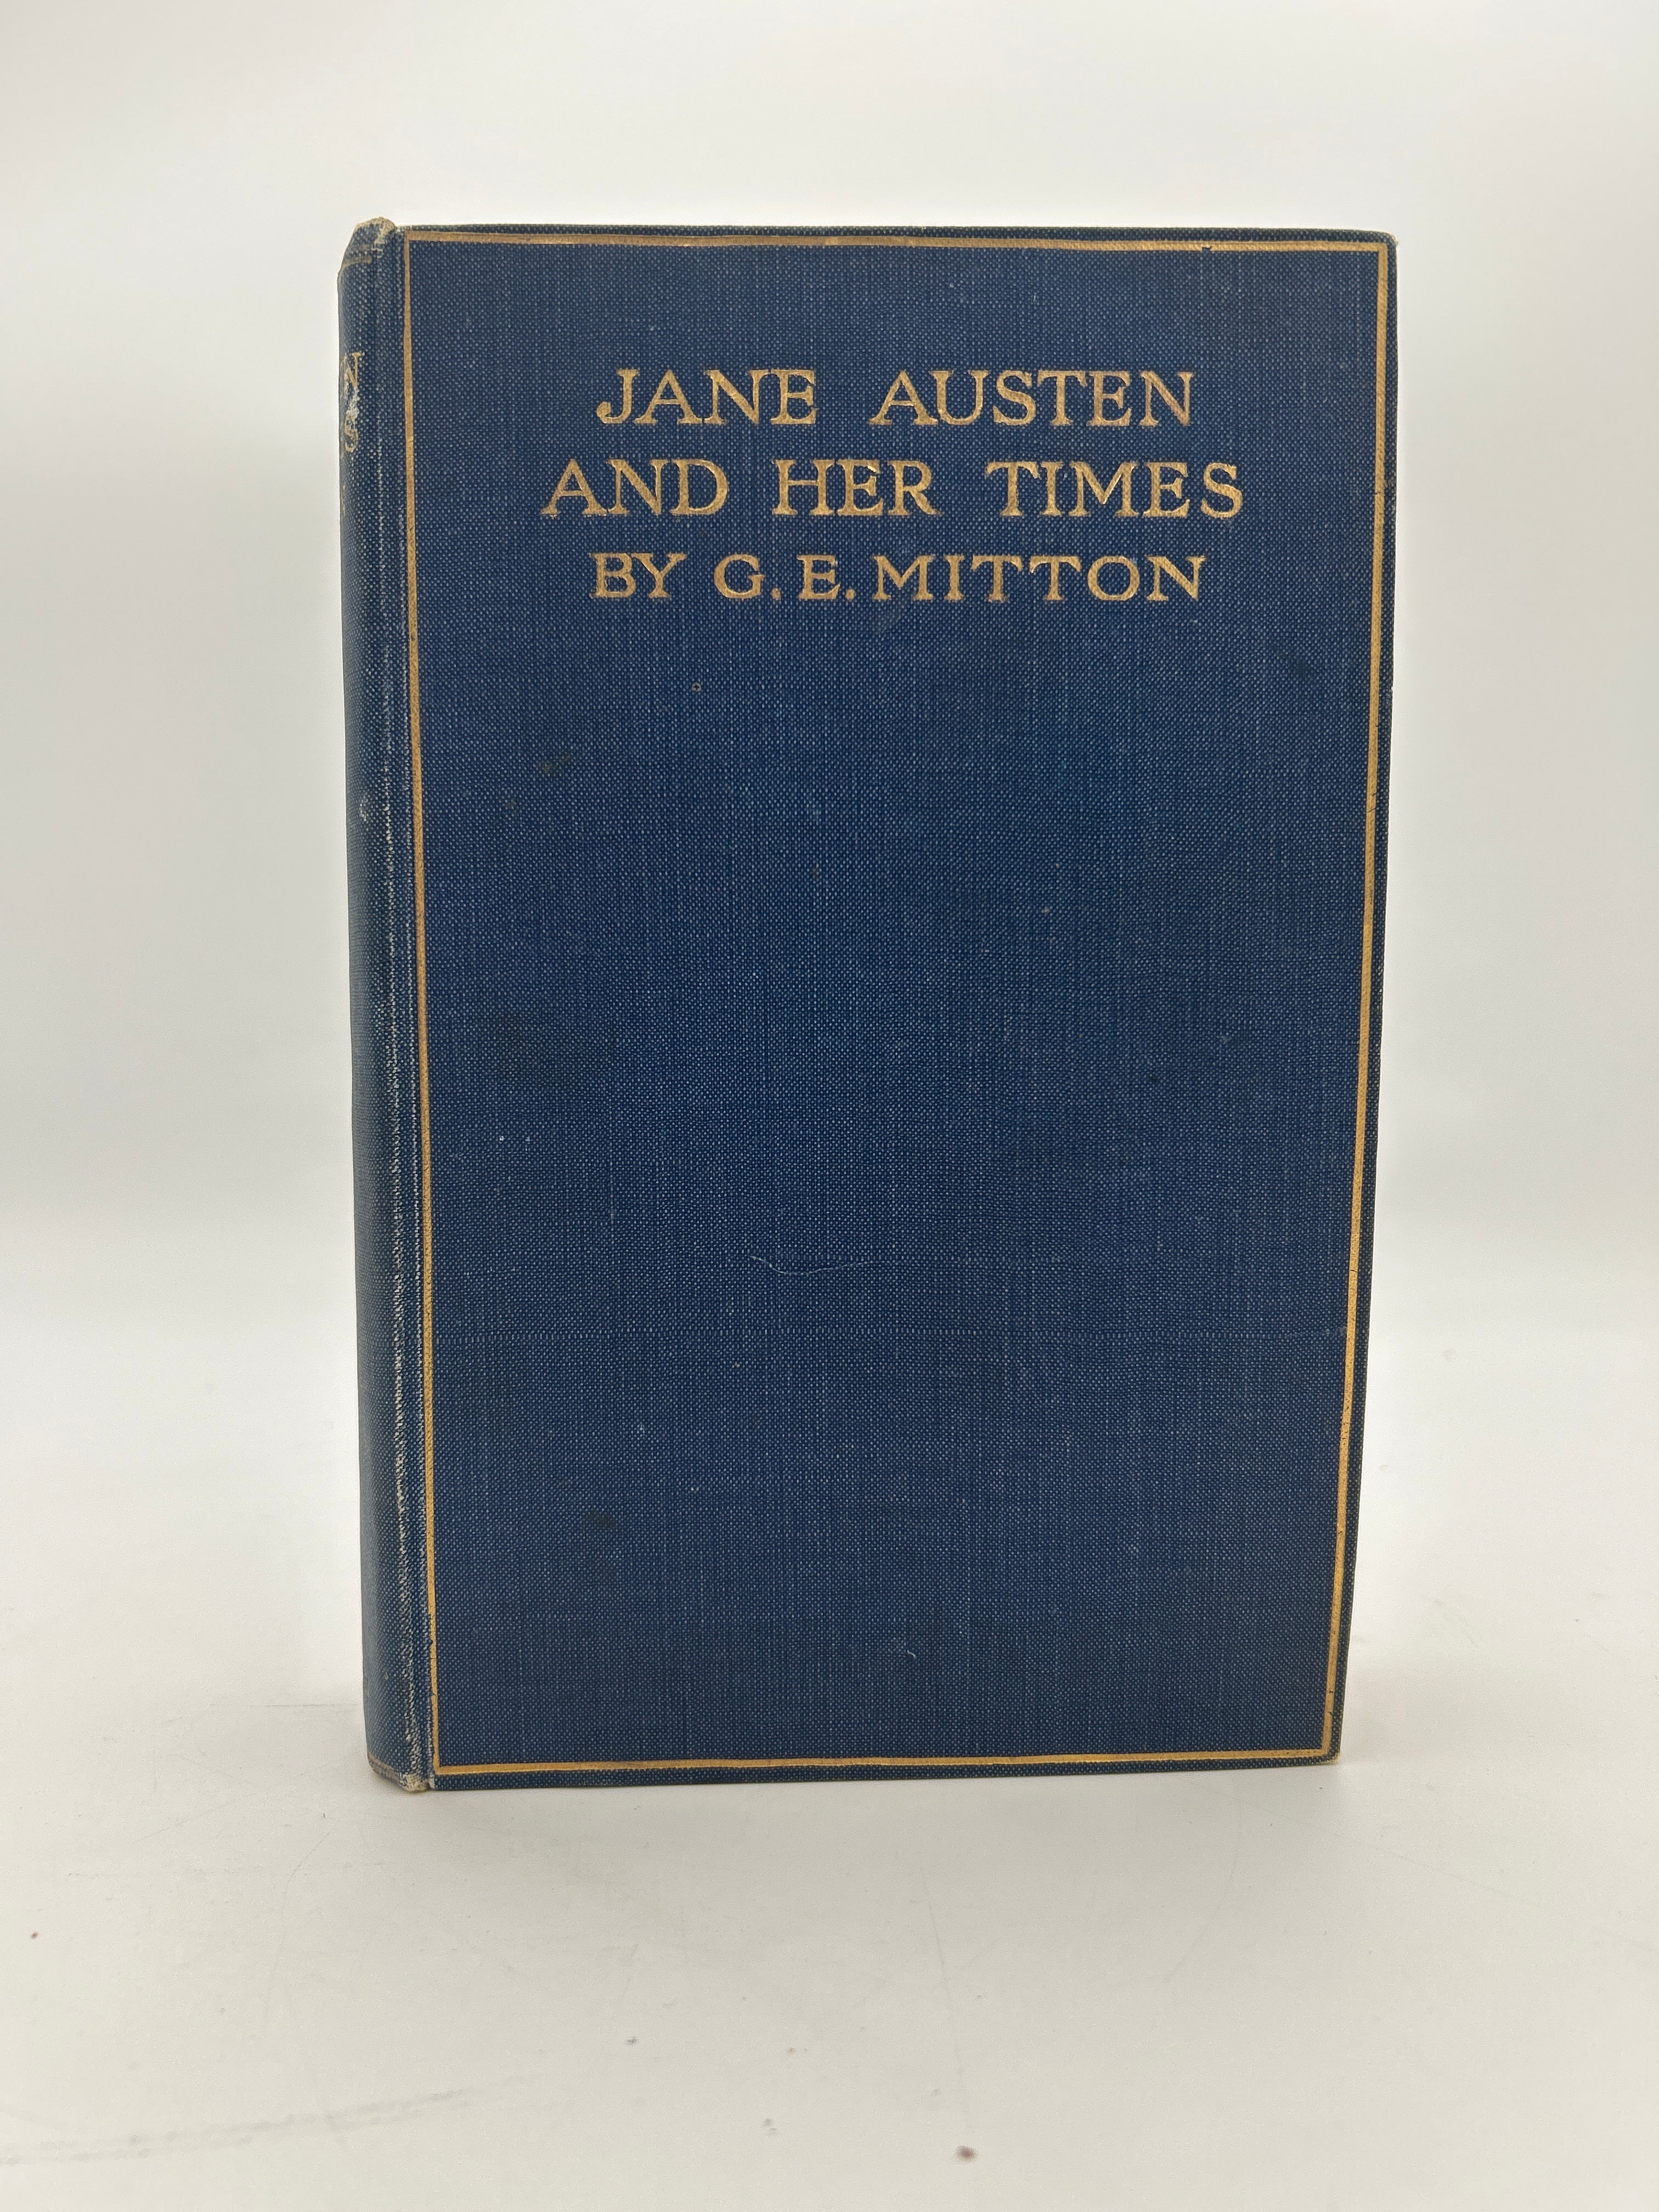 JANE AUSTEN
AND HER TIMES
BY G. E. MITTON